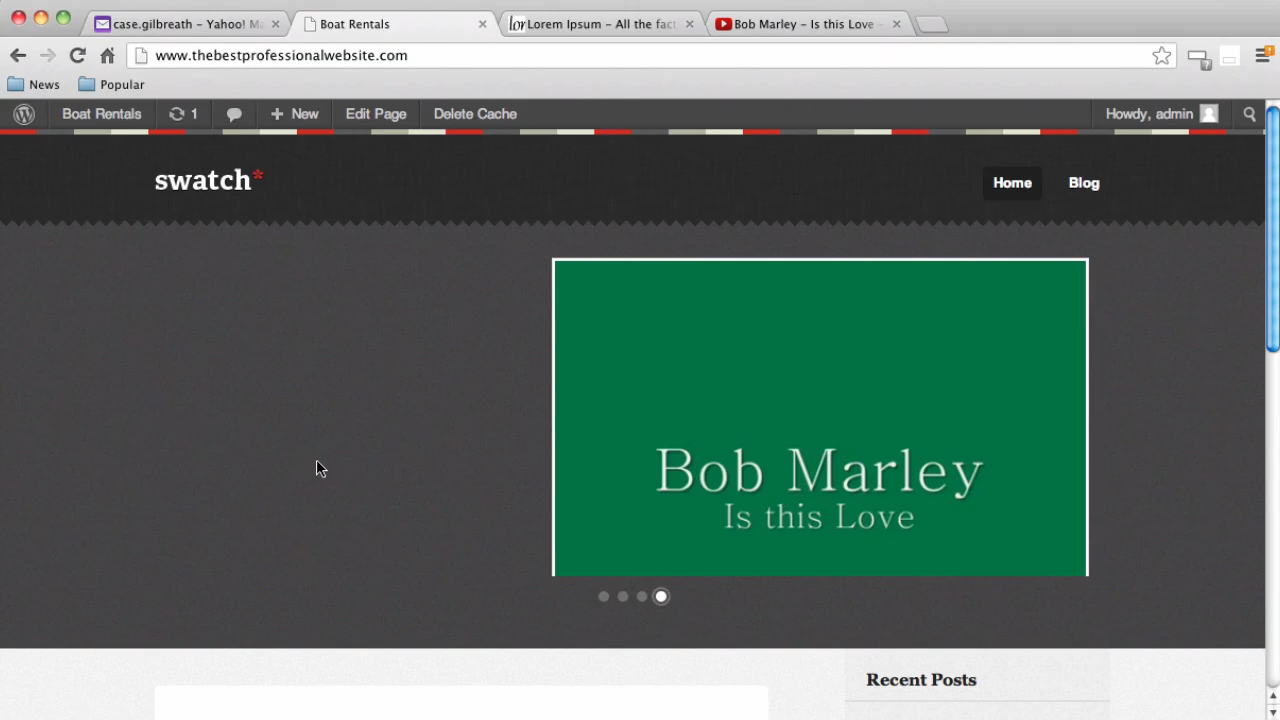 case.gilbreath – Yahoo! Ma
Boat Rentals
Lorem Ipsum – All the fact
Bob Marley – Is this Love –
www.thebestprofessionalwebsite.com
News
Popular
Boat Rentals
1
+ New
Edit Page
Delete Cache
Howdy, admin
swatch*
Home
Blog
Bob Marley
Is this Love
Recent Posts